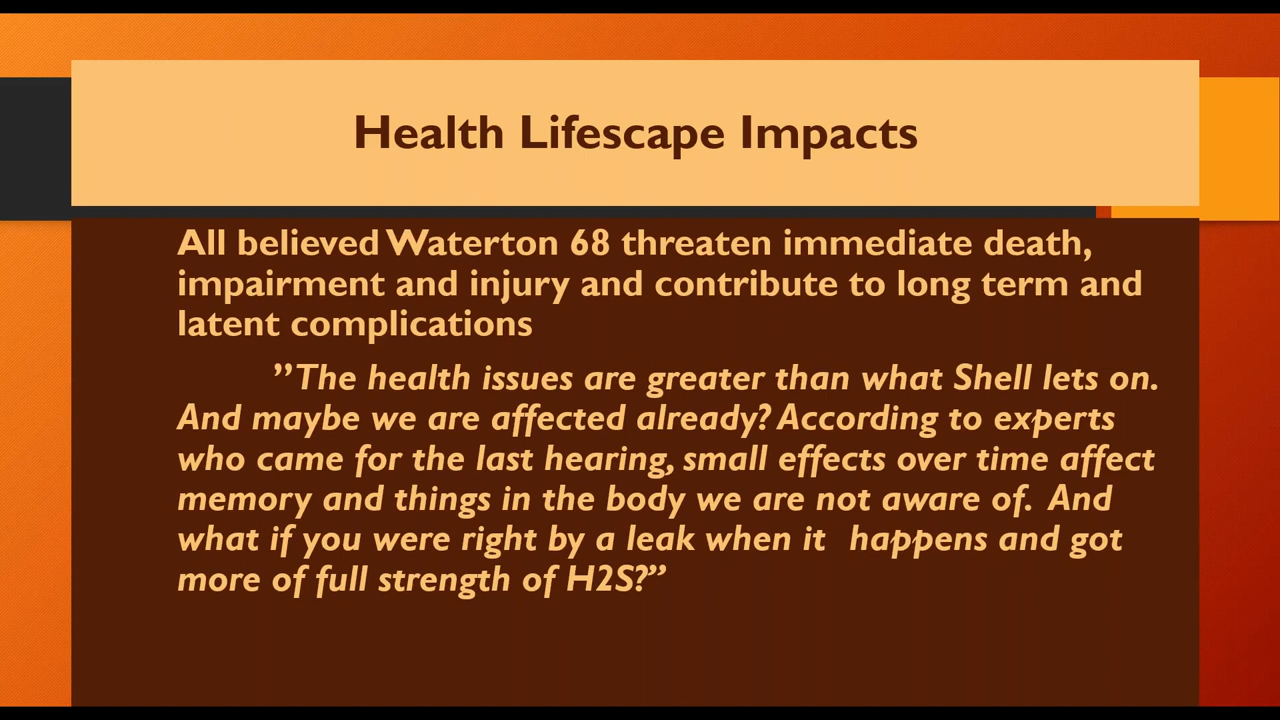 Health Lifescape Impacts
All believed Waterton 68 threaten immediate death,
impairment and injury and contribute to long term and
latent complications
”The health issues are greater than what Shell lets on.
And maybe we are affected already? According to experts
who came for the last hearing, small effects over time affect
memory and things in the body we are not aware of.  And
what if you were right by a leak when it  happens and got
more of full strength of H2S?”